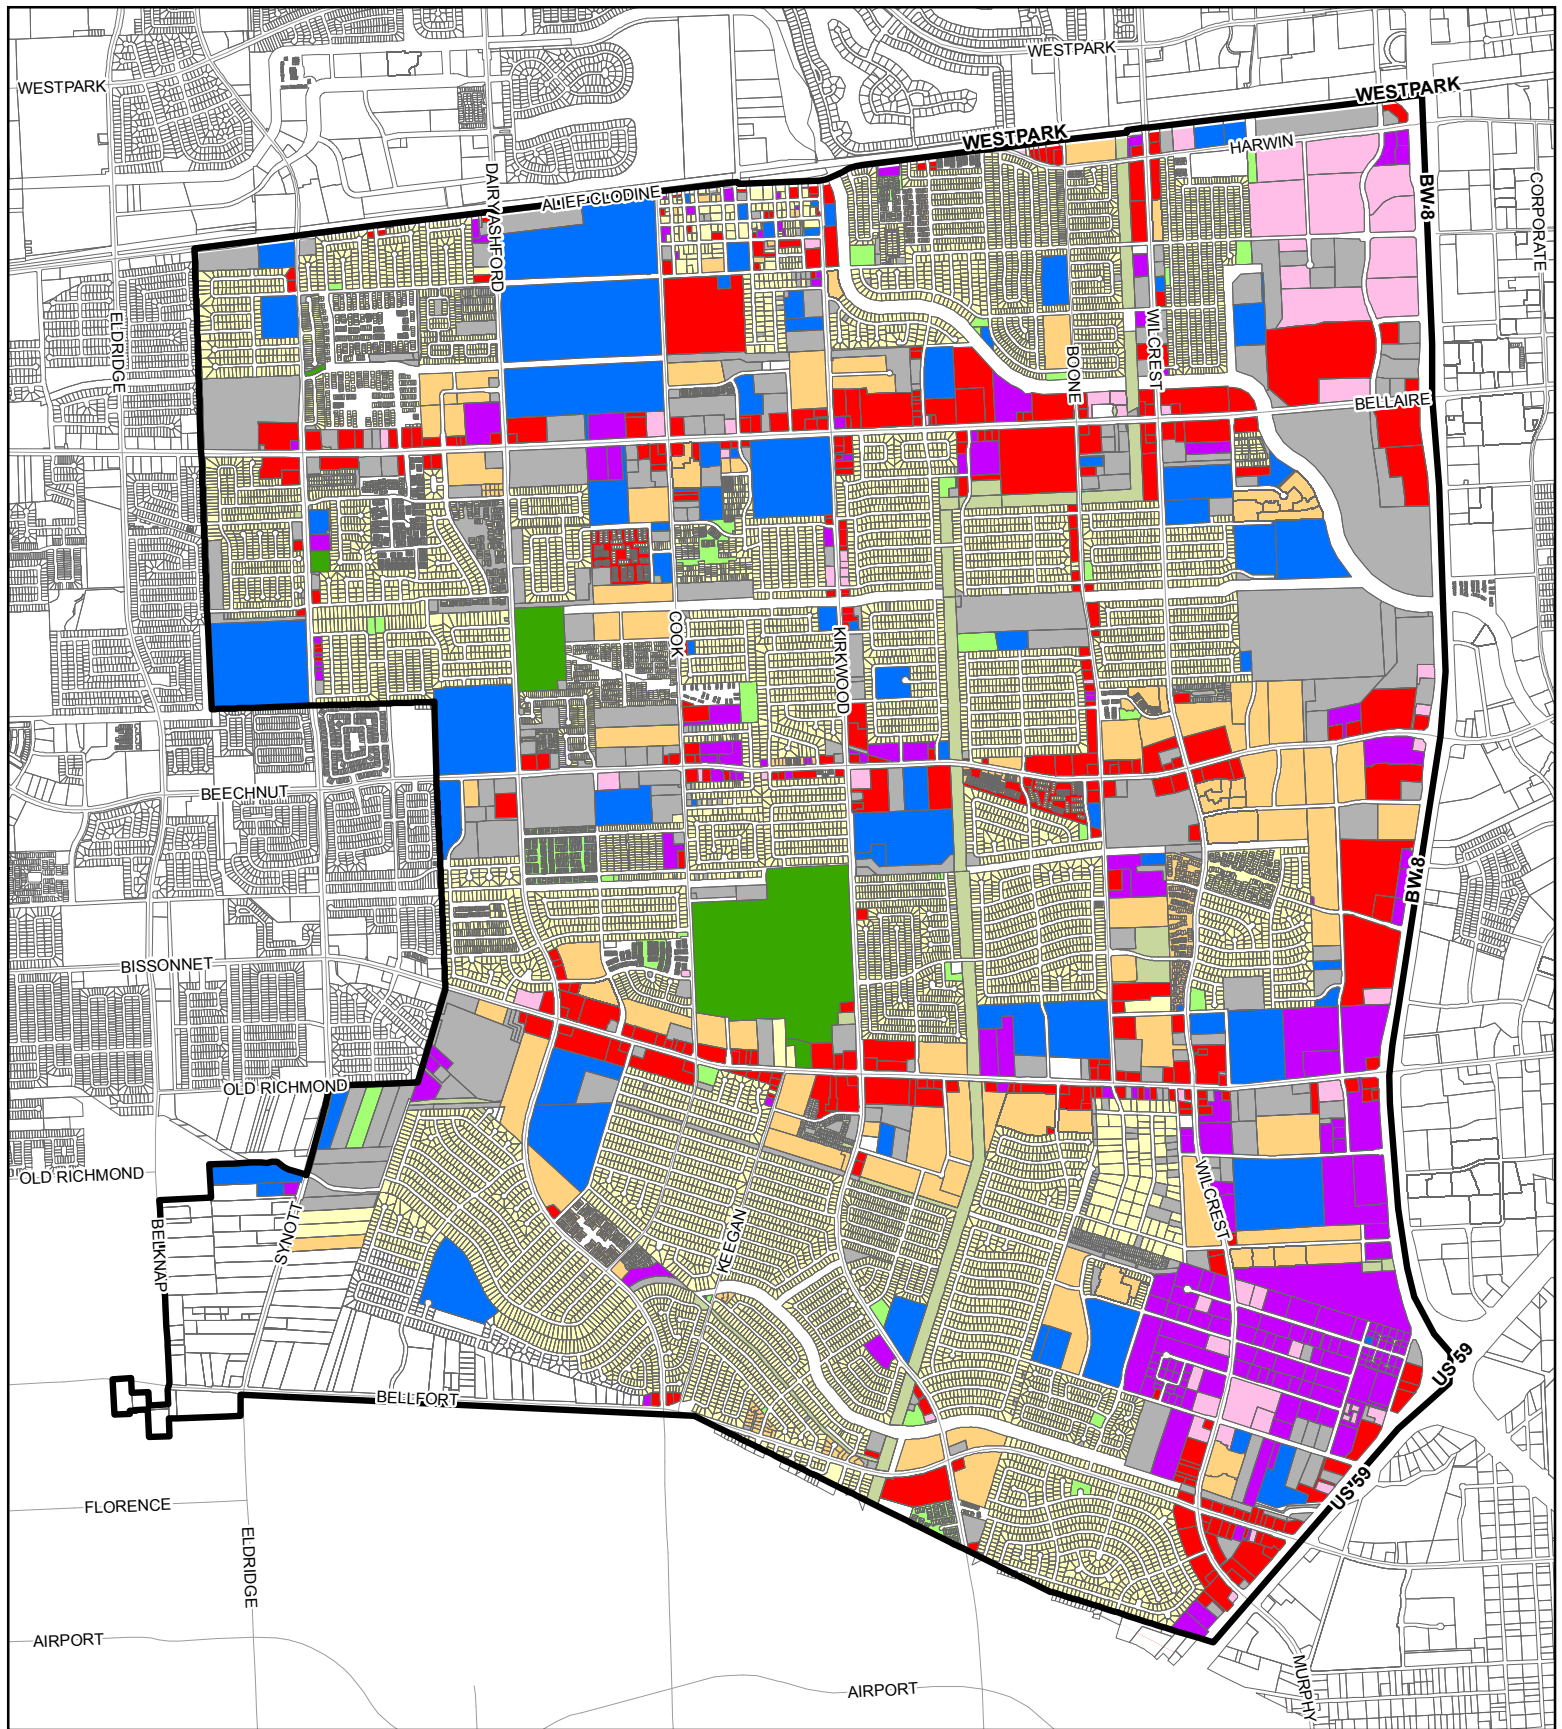 WESTPARK
WESTPARK
WESTPARK
WESTPARK
HARWIN
ALIEF CLODINE
DAIRY ASHFORD
BW 8
CORPORATE
ELDRIDGE
WILCREST
BOONE
BELLAIRE
COOK
KIRKWOOD
BEECHNUT
BW 8
BISSONNET
OLD RICHMOND
OLD RICHMOND
WILCREST
KEEGAN
SYNOTT
BELKNAP
US 59
BELLFORT
US 59
FLORENCE
ELDRIDGE
AIRPORT
AIRPORT
MURPHY